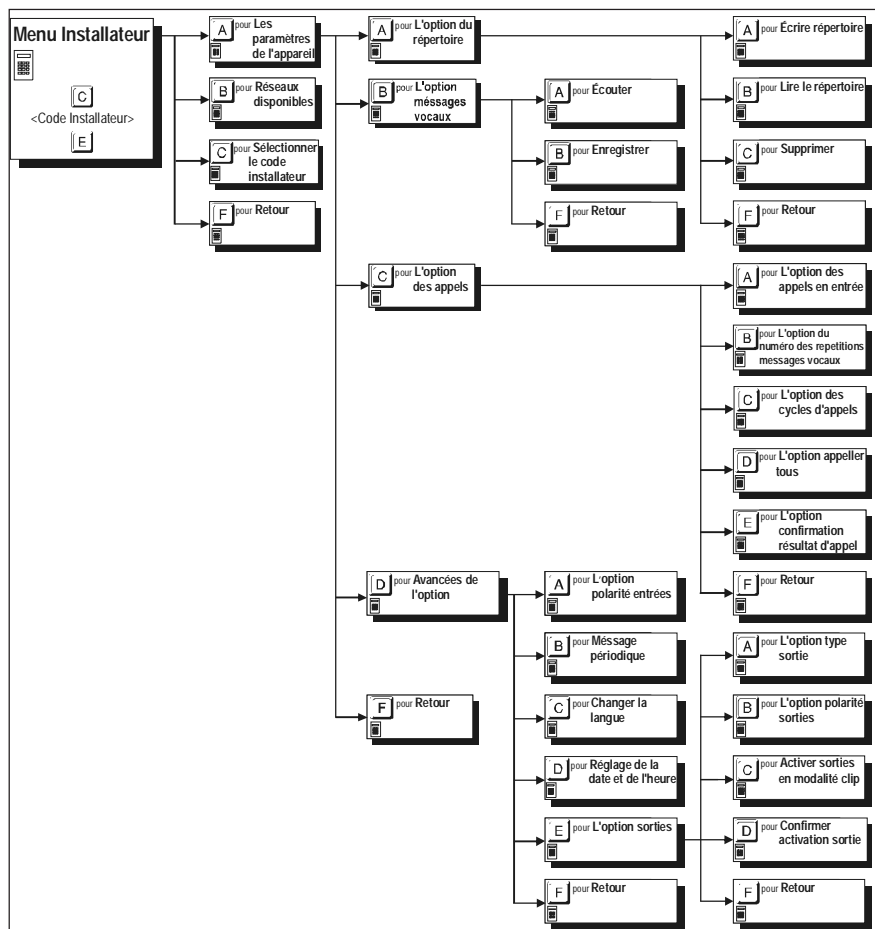 Menu Installateur
C
<Code Installateur>
E
A pour Les
paramètres
de l'appareil
B pour Réseaux
disponibles
C pour Sélectionner
le code
installateur
F pour Retour
A pour L'option du
répertoire
B pour L'option
méssages
vocaux
C pour L'option
des appels
D pour Avancées de
l'option
F pour Retour
A pour Écouter
B pour Enregistrer
F pour Retour
A pour L'option
polarité entrées
B pour Méssage
périodique
C pour Changer la
langue
D pour Réglage de la
date et de l'heure
E pour L'option sorties
F pour Retour
A pour Écrire répertoire
B pour Lire le répertoire
C pour Supprimer
F pour Retour
A pour L'option des
appels en entrée
B pour L'option du
numéro des repetitions
messages vocaux
C pour L'option des
cycles d'appels
D pour L'option appeller
tous
E pour L'option
confirmation
résultat d'appel
F pour Retour
A pour L'option type
sortie
B pour L'option polarité
sorties
C pour Activer sorties
en modalité clip
D pour Confirmer
activation sortie
F pour Retour